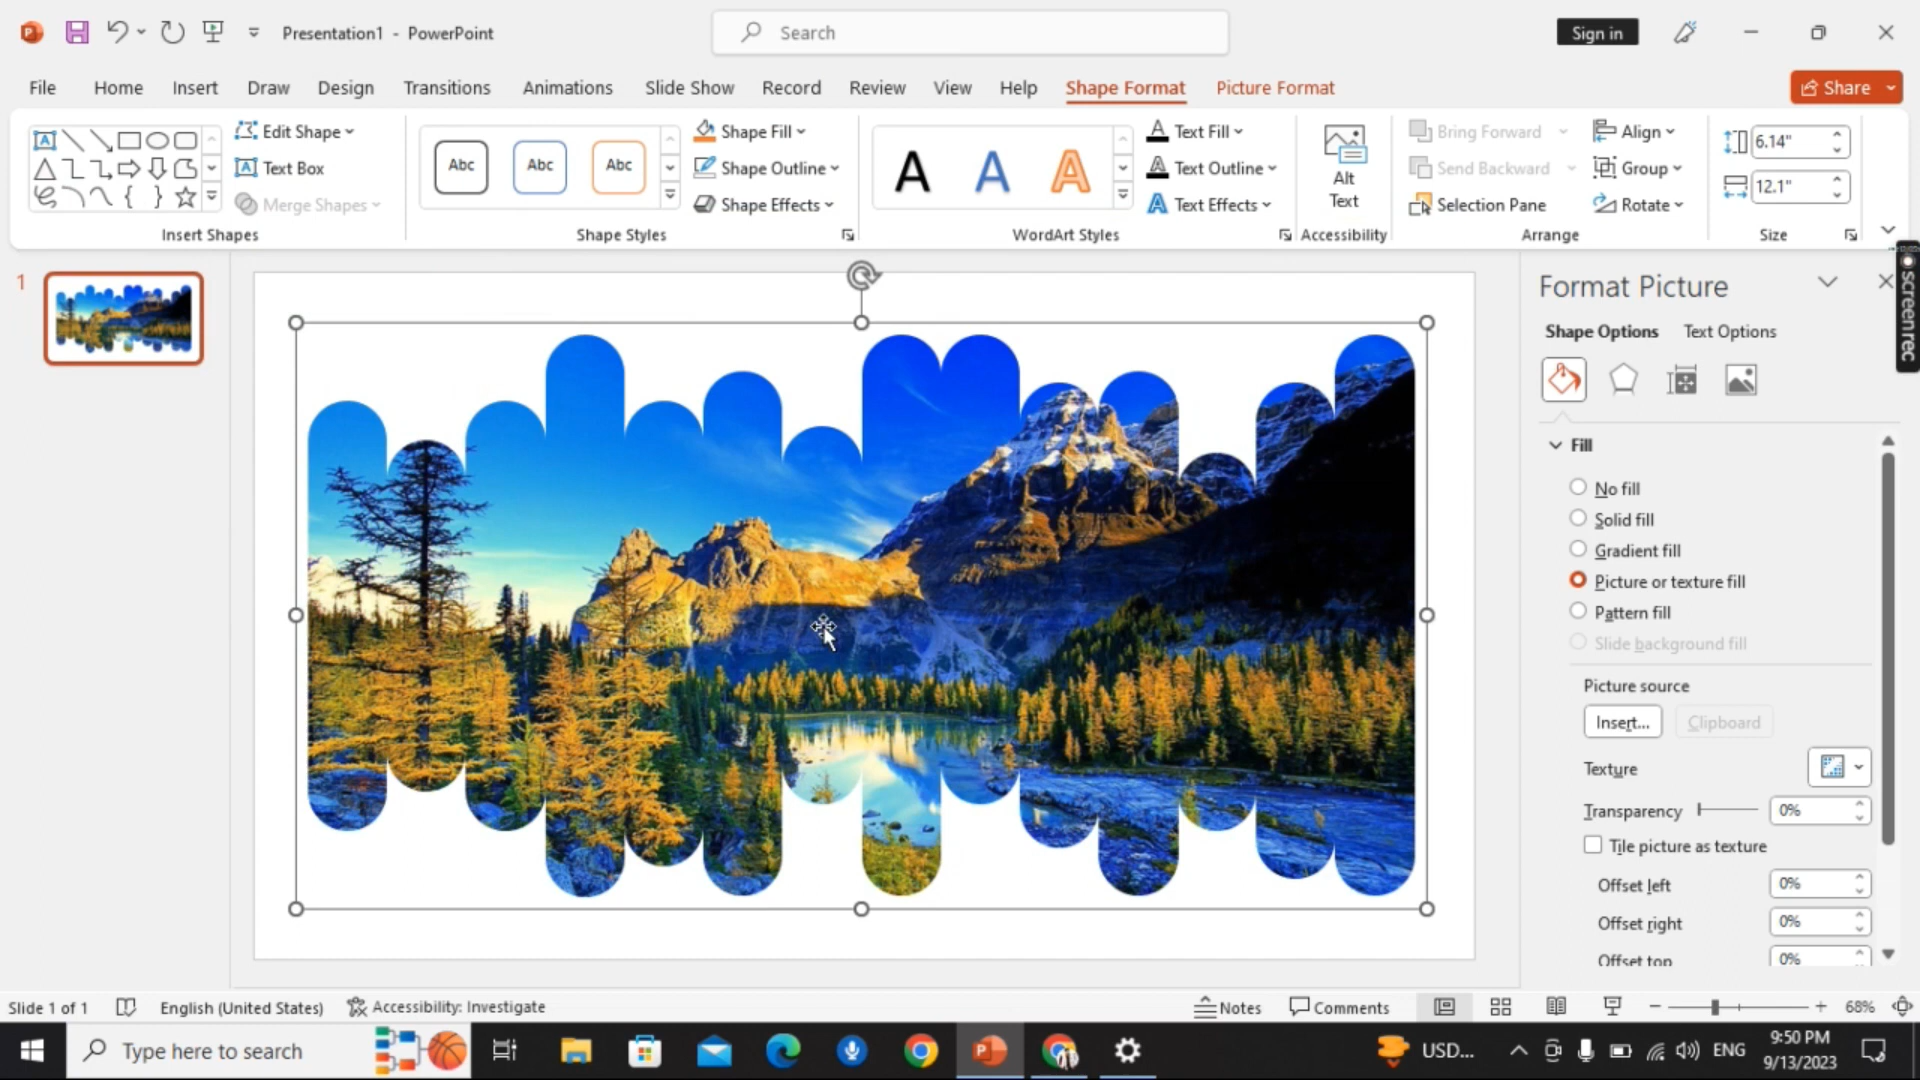 Presentation1 - PowerPoint
Search
Sign in
File Home Insert Draw Design Transitions Animations Slide Show Record Review View Help Shape Format Picture Format
Share
Edit Shape
Text Box
Merge Shapes
Insert Shapes
Abc Abc Abc
Shape Fill
Shape Outline
Shape Effects
Shape Styles
A A A
Text Fill
Text Outline
Text Effects
WordArt Styles
Alt
Text
Accessibility
Bring Forward
Send Backward
Selection Pane
Align
Group
Rotate
Arrange
6.14"
12.1"
Size
screenrec
1
Format Picture
Shape Options Text Options
Fill
No fill
Solid fill
Gradient fill
Picture or texture fill
Pattern fill
Slide background fill
Picture source
Insert... Clipboard
Texture
Transparency 0%
Tile picture as texture
Offset left 0%
Offset right 0%
Offset top 0%
Slide 1 of 1 English (United States) Accessibility: Investigate Notes Comments 68%
Type here to search
USD...
ENG
9:50 PM
9/13/2023